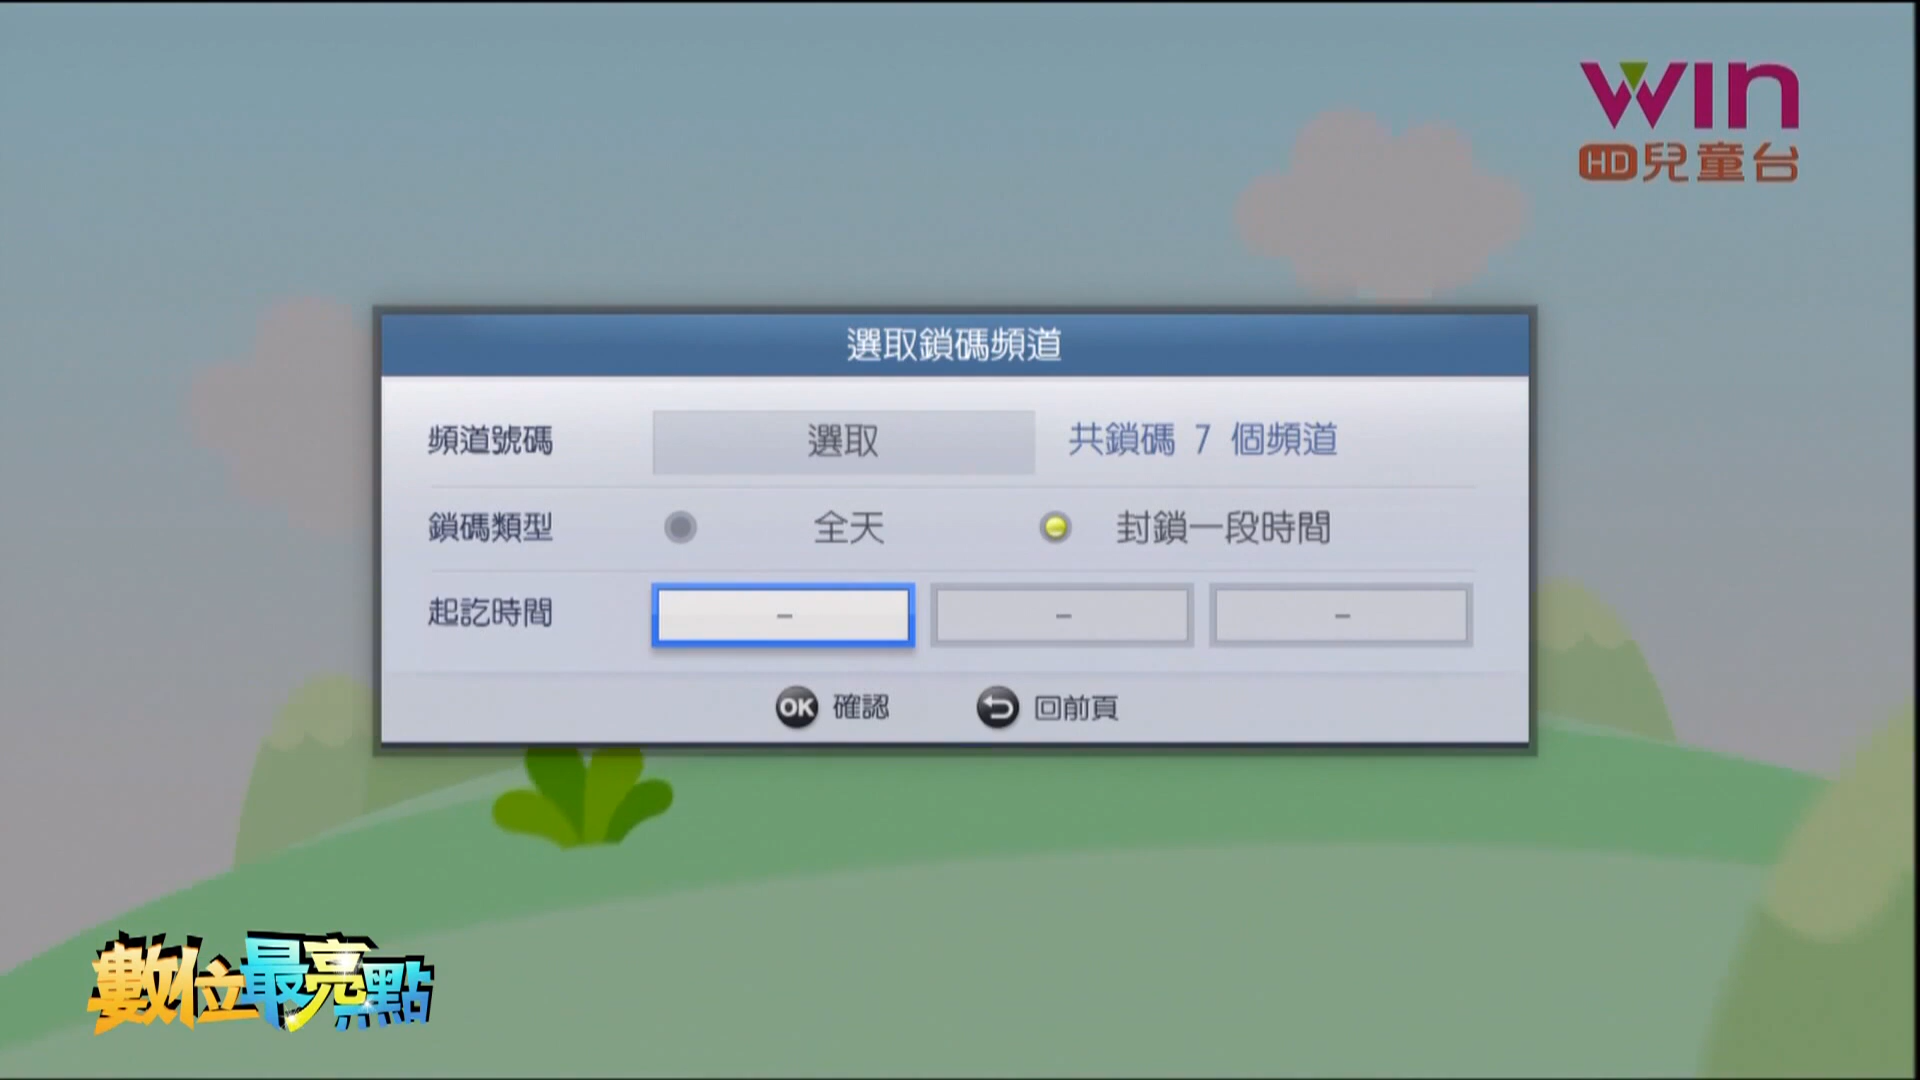 win
HD兒童台
選取鎖碼頻道
頻道號碼 選取 共鎖碼 7 個頻道
鎖碼類型 全天 封鎖一段時間
起訖時間 – – –
OK 確認 回前頁
數位最亮點